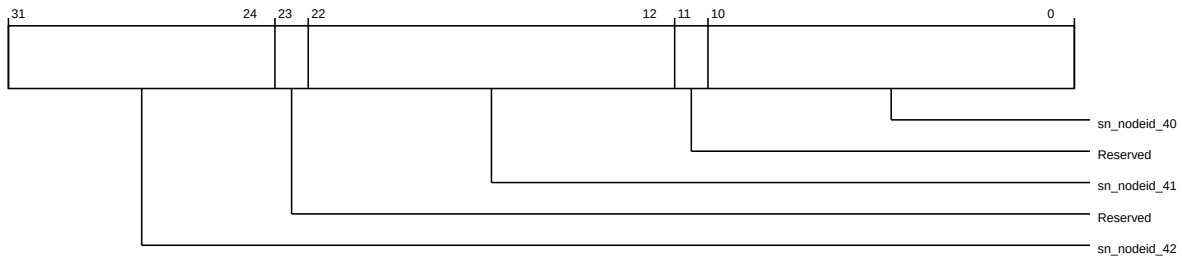 31 24 23 22 12 11 10 0
sn_nodeid_40
Reserved
sn_nodeid_41
Reserved
sn_nodeid_42